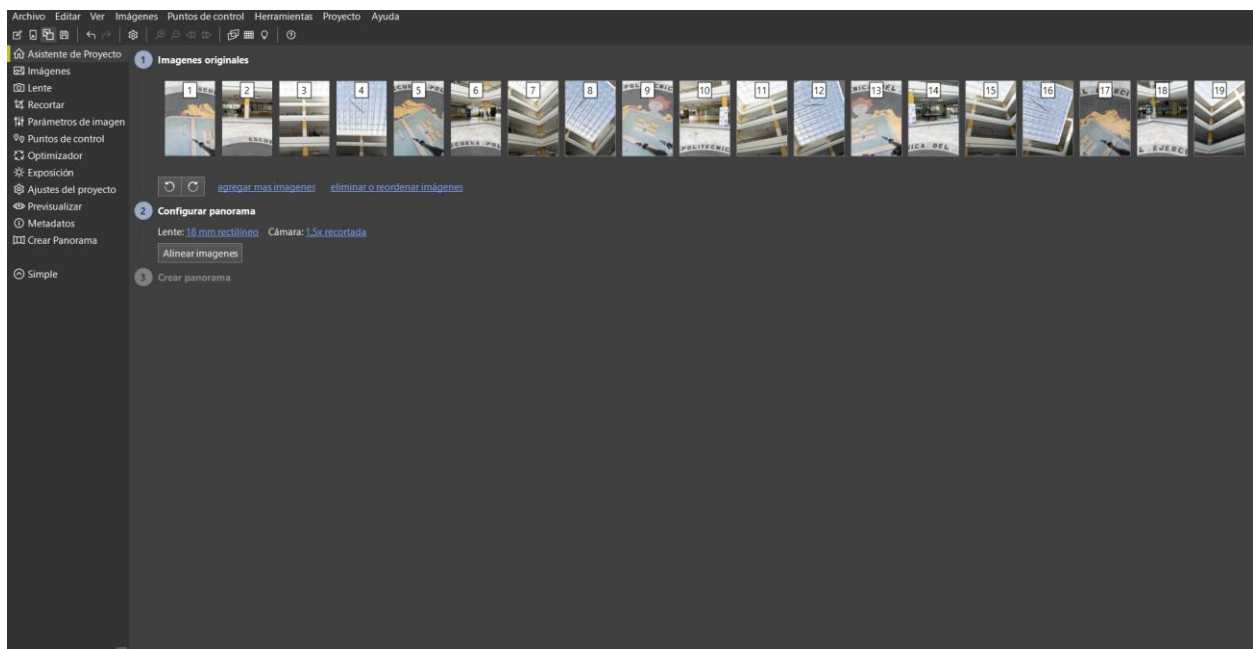 Archivo Editar Ver Imágenes Puntos de control Herramientas Proyecto Ayuda
Asistente de Proyecto
Imágenes
Lente
Recortar
Parámetros de imagen
Puntos de control
Optimizador
Exposición
Ajustes del proyecto
Previsualizar
Metadatos
Crear Panorama
Simple
1 Imagenes originales
1 2 3 4 5 6 7 8 9 10 11 12 13 14 15 16 17 18 19
agregar mas imagenes eliminar o reordenar imágenes
2 Configurar panorama
Lente: 18 mm rectilíneo Cámara: 1,5x recortada
Alinear imagenes
3 Crear panorama